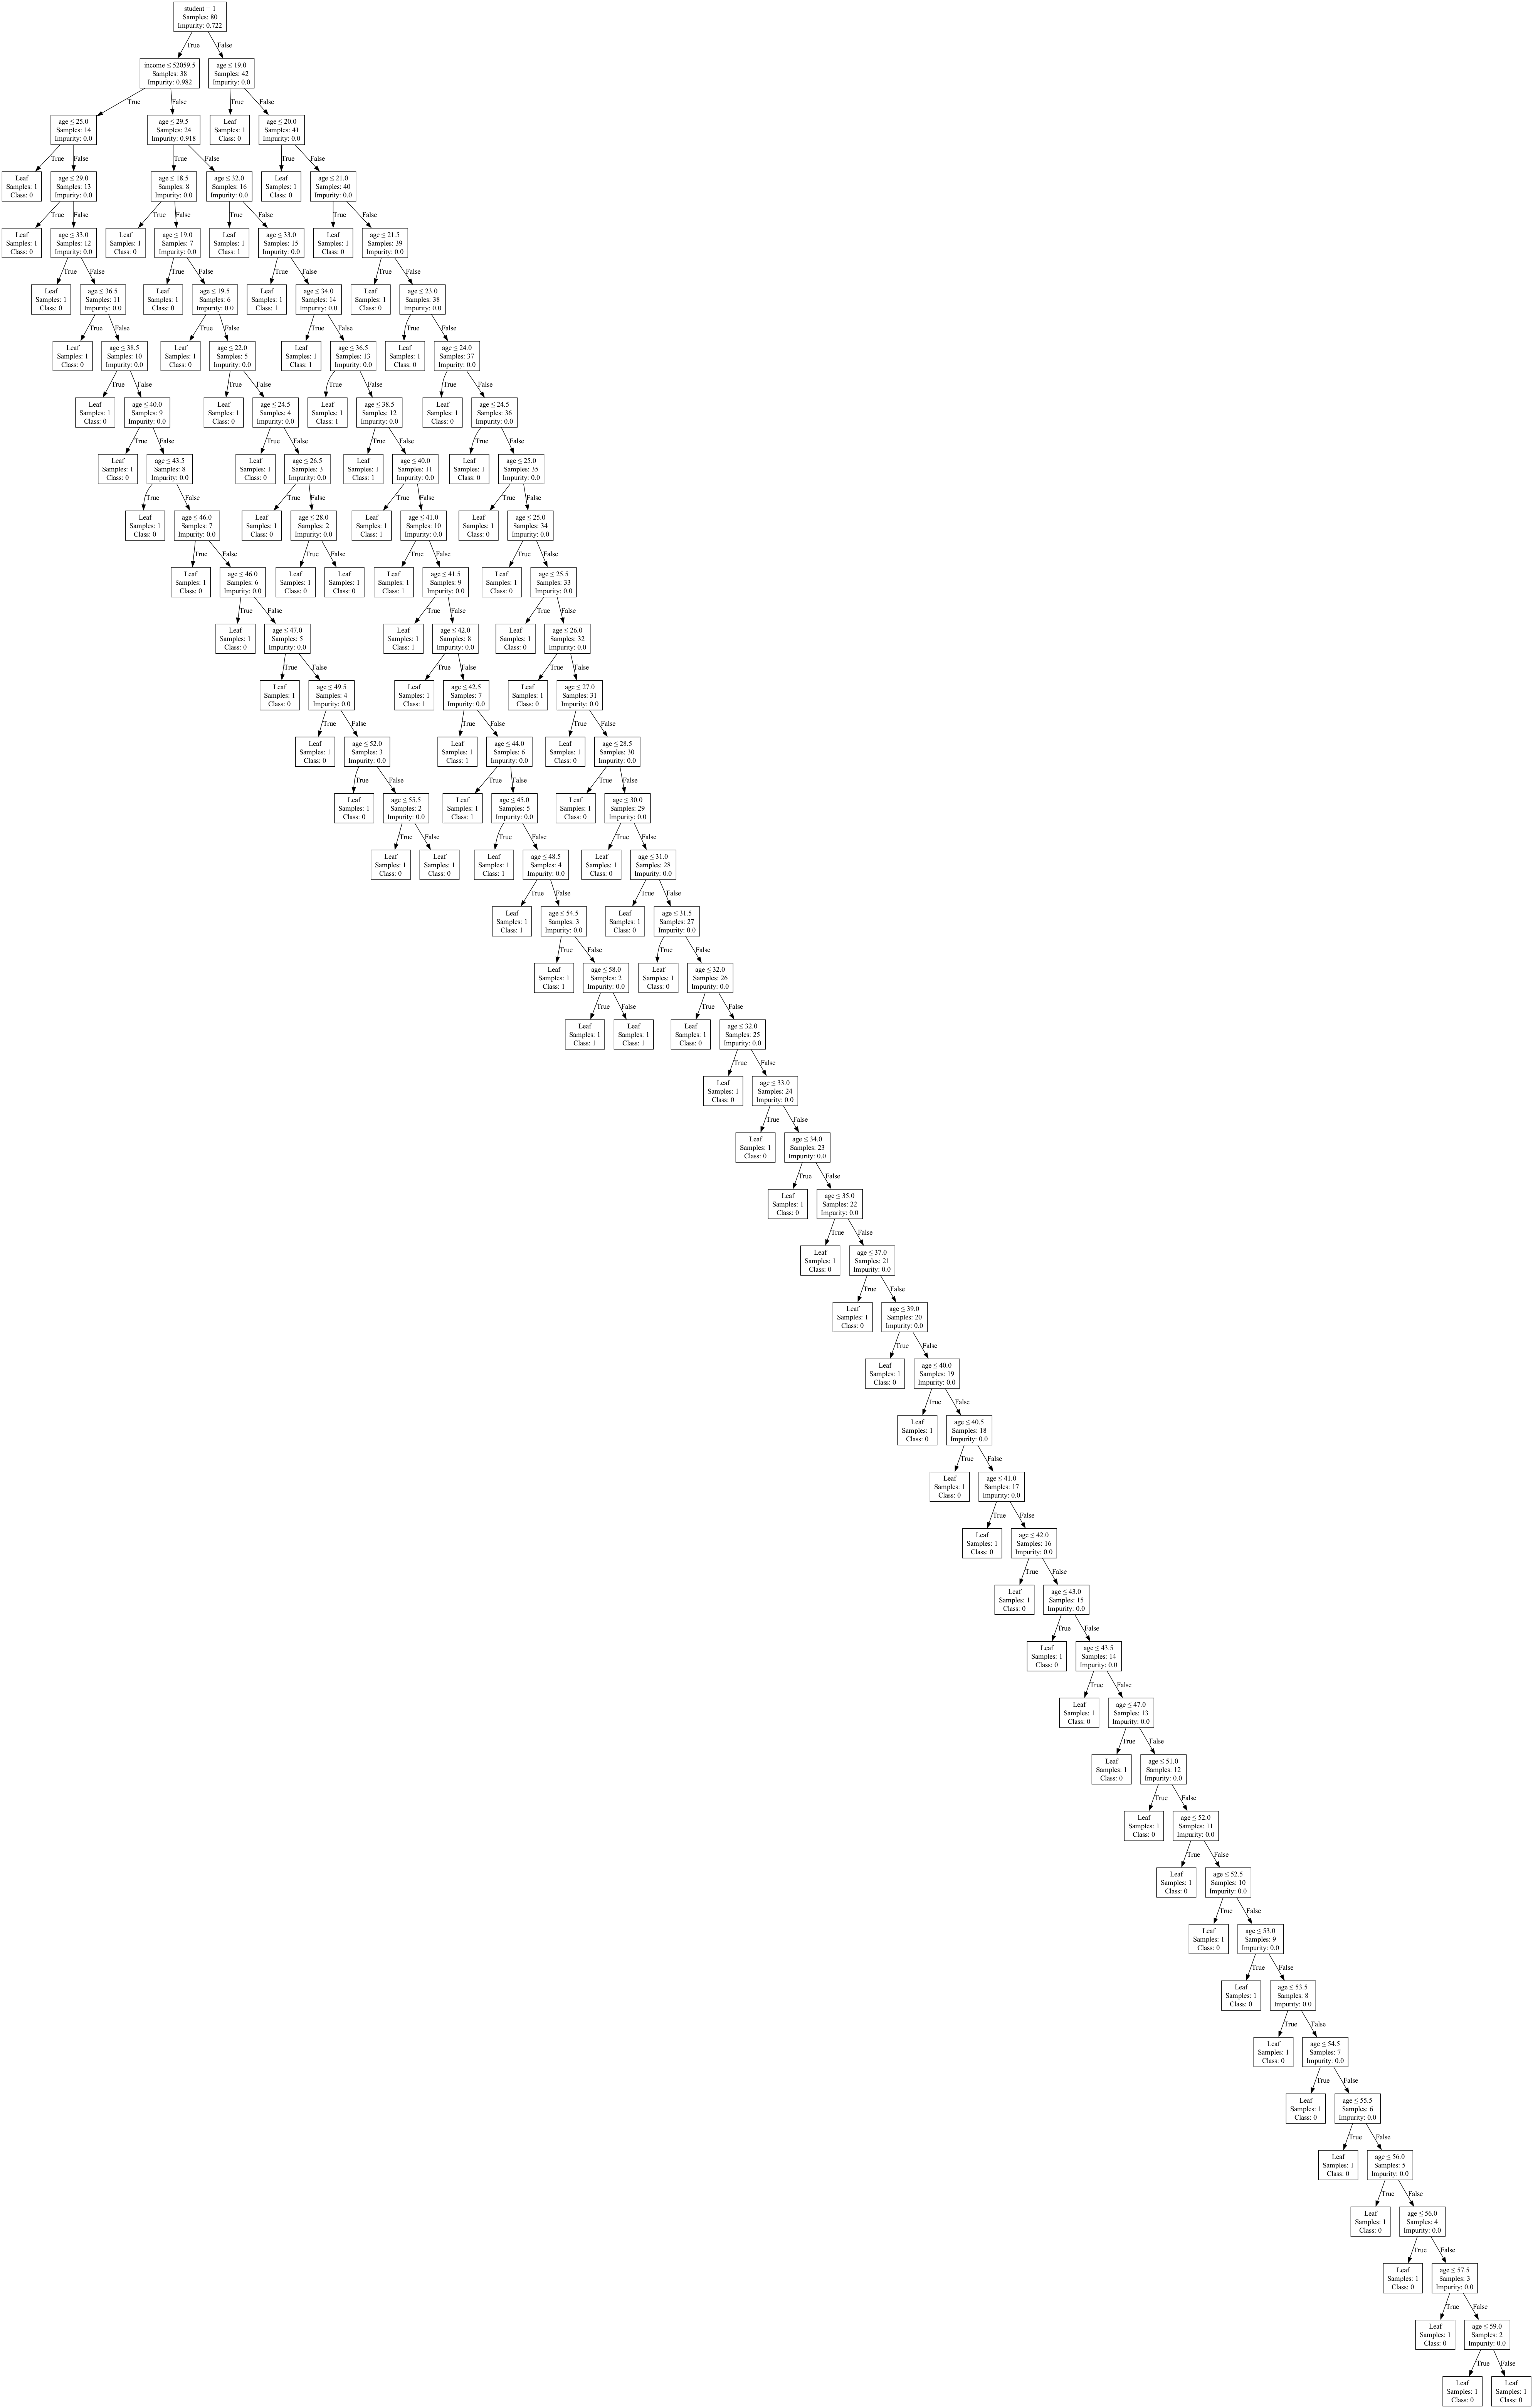 student = 1
Samples: 80
Impurity: 0.722
True
False
income ≤ 52059.5
Samples: 38
Impurity: 0.982
age ≤ 19.0
Samples: 42
Impurity: 0.0
True
False
True
False
age ≤ 25.0
Samples: 14
Impurity: 0.0
age ≤ 29.5
Samples: 24
Impurity: 0.918
Leaf
Samples: 1
Class: 0
age ≤ 20.0
Samples: 41
Impurity: 0.0
True
False
True
False
True
False
Leaf
Samples: 1
Class: 0
age ≤ 29.0
Samples: 13
Impurity: 0.0
age ≤ 18.5
Samples: 8
Impurity: 0.0
age ≤ 32.0
Samples: 16
Impurity: 0.0
Leaf
Samples: 1
Class: 0
age ≤ 21.0
Samples: 40
Impurity: 0.0
True
False
True
False
True
False
True
False
Leaf
Samples: 1
Class: 0
age ≤ 33.0
Samples: 12
Impurity: 0.0
Leaf
Samples: 1
Class: 0
age ≤ 19.0
Samples: 7
Impurity: 0.0
Leaf
Samples: 1
Class: 1
age ≤ 33.0
Samples: 15
Impurity: 0.0
Leaf
Samples: 1
Class: 0
age ≤ 21.5
Samples: 39
Impurity: 0.0
True
False
True
False
True
False
True
False
Leaf
Samples: 1
Class: 0
age ≤ 36.5
Samples: 11
Impurity: 0.0
Leaf
Samples: 1
Class: 0
age ≤ 19.5
Samples: 6
Impurity: 0.0
Leaf
Samples: 1
Class: 1
age ≤ 34.0
Samples: 14
Impurity: 0.0
Leaf
Samples: 1
Class: 0
age ≤ 23.0
Samples: 38
Impurity: 0.0
True
False
True
False
True
False
True
False
Leaf
Samples: 1
Class: 0
age ≤ 38.5
Samples: 10
Impurity: 0.0
Leaf
Samples: 1
Class: 0
age ≤ 22.0
Samples: 5
Impurity: 0.0
Leaf
Samples: 1
Class: 1
age ≤ 36.5
Samples: 13
Impurity: 0.0
Leaf
Samples: 1
Class: 0
age ≤ 24.0
Samples: 37
Impurity: 0.0
True
False
True
False
True
False
True
False
Leaf
Samples: 1
Class: 0
age ≤ 40.0
Samples: 9
Impurity: 0.0
Leaf
Samples: 1
Class: 0
age ≤ 24.5
Samples: 4
Impurity: 0.0
Leaf
Samples: 1
Class: 1
age ≤ 38.5
Samples: 12
Impurity: 0.0
Leaf
Samples: 1
Class: 0
age ≤ 24.5
Samples: 36
Impurity: 0.0
True
False
True
False
True
False
True
False
Leaf
Samples: 1
Class: 0
age ≤ 43.5
Samples: 8
Impurity: 0.0
Leaf
Samples: 1
Class: 0
age ≤ 26.5
Samples: 3
Impurity: 0.0
Leaf
Samples: 1
Class: 1
age ≤ 40.0
Samples: 11
Impurity: 0.0
Leaf
Samples: 1
Class: 0
age ≤ 25.0
Samples: 35
Impurity: 0.0
True
False
True
False
True
False
True
False
Leaf
Samples: 1
Class: 0
age ≤ 46.0
Samples: 7
Impurity: 0.0
Leaf
Samples: 1
Class: 0
age ≤ 28.0
Samples: 2
Impurity: 0.0
Leaf
Samples: 1
Class: 1
age ≤ 41.0
Samples: 10
Impurity: 0.0
Leaf
Samples: 1
Class: 0
age ≤ 25.0
Samples: 34
Impurity: 0.0
True
False
True
False
True
False
True
False
Leaf
Samples: 1
Class: 0
age ≤ 46.0
Samples: 6
Impurity: 0.0
Leaf
Samples: 1
Class: 0
Leaf
Samples: 1
Class: 0
Leaf
Samples: 1
Class: 1
age ≤ 41.5
Samples: 9
Impurity: 0.0
Leaf
Samples: 1
Class: 0
age ≤ 25.5
Samples: 33
Impurity: 0.0
True
False
True
False
True
False
Leaf
Samples: 1
Class: 0
age ≤ 47.0
Samples: 5
Impurity: 0.0
Leaf
Samples: 1
Class: 1
age ≤ 42.0
Samples: 8
Impurity: 0.0
Leaf
Samples: 1
Class: 0
age ≤ 26.0
Samples: 32
Impurity: 0.0
True
False
True
False
True
False
Leaf
Samples: 1
Class: 0
age ≤ 49.5
Samples: 4
Impurity: 0.0
Leaf
Samples: 1
Class: 1
age ≤ 42.5
Samples: 7
Impurity: 0.0
Leaf
Samples: 1
Class: 0
age ≤ 27.0
Samples: 31
Impurity: 0.0
True
False
True
False
True
False
Leaf
Samples: 1
Class: 0
age ≤ 52.0
Samples: 3
Impurity: 0.0
Leaf
Samples: 1
Class: 1
age ≤ 44.0
Samples: 6
Impurity: 0.0
Leaf
Samples: 1
Class: 0
age ≤ 28.5
Samples: 30
Impurity: 0.0
True
False
True
False
True
False
Leaf
Samples: 1
Class: 0
age ≤ 55.5
Samples: 2
Impurity: 0.0
Leaf
Samples: 1
Class: 1
age ≤ 45.0
Samples: 5
Impurity: 0.0
Leaf
Samples: 1
Class: 0
age ≤ 30.0
Samples: 29
Impurity: 0.0
True
False
True
False
True
False
Leaf
Samples: 1
Class: 0
Leaf
Samples: 1
Class: 0
Leaf
Samples: 1
Class: 1
age ≤ 48.5
Samples: 4
Impurity: 0.0
Leaf
Samples: 1
Class: 0
age ≤ 31.0
Samples: 28
Impurity: 0.0
True
False
True
False
Leaf
Samples: 1
Class: 1
age ≤ 54.5
Samples: 3
Impurity: 0.0
Leaf
Samples: 1
Class: 0
age ≤ 31.5
Samples: 27
Impurity: 0.0
True
False
True
False
Leaf
Samples: 1
Class: 1
age ≤ 58.0
Samples: 2
Impurity: 0.0
Leaf
Samples: 1
Class: 0
age ≤ 32.0
Samples: 26
Impurity: 0.0
True
False
True
False
Leaf
Samples: 1
Class: 1
Leaf
Samples: 1
Class: 1
Leaf
Samples: 1
Class: 0
age ≤ 32.0
Samples: 25
Impurity: 0.0
True
False
Leaf
Samples: 1
Class: 0
age ≤ 33.0
Samples: 24
Impurity: 0.0
True
False
Leaf
Samples: 1
Class: 0
age ≤ 34.0
Samples: 23
Impurity: 0.0
True
False
Leaf
Samples: 1
Class: 0
age ≤ 35.0
Samples: 22
Impurity: 0.0
True
False
Leaf
Samples: 1
Class: 0
age ≤ 37.0
Samples: 21
Impurity: 0.0
True
False
Leaf
Samples: 1
Class: 0
age ≤ 39.0
Samples: 20
Impurity: 0.0
True
False
Leaf
Samples: 1
Class: 0
age ≤ 40.0
Samples: 19
Impurity: 0.0
True
False
Leaf
Samples: 1
Class: 0
age ≤ 40.5
Samples: 18
Impurity: 0.0
True
False
Leaf
Samples: 1
Class: 0
age ≤ 41.0
Samples: 17
Impurity: 0.0
True
False
Leaf
Samples: 1
Class: 0
age ≤ 42.0
Samples: 16
Impurity: 0.0
True
False
Leaf
Samples: 1
Class: 0
age ≤ 43.0
Samples: 15
Impurity: 0.0
True
False
Leaf
Samples: 1
Class: 0
age ≤ 43.5
Samples: 14
Impurity: 0.0
True
False
Leaf
Samples: 1
Class: 0
age ≤ 47.0
Samples: 13
Impurity: 0.0
True
False
Leaf
Samples: 1
Class: 0
age ≤ 51.0
Samples: 12
Impurity: 0.0
True
False
Leaf
Samples: 1
Class: 0
age ≤ 52.0
Samples: 11
Impurity: 0.0
True
False
Leaf
Samples: 1
Class: 0
age ≤ 52.5
Samples: 10
Impurity: 0.0
True
False
Leaf
Samples: 1
Class: 0
age ≤ 53.0
Samples: 9
Impurity: 0.0
True
False
Leaf
Samples: 1
Class: 0
age ≤ 53.5
Samples: 8
Impurity: 0.0
True
False
Leaf
Samples: 1
Class: 0
age ≤ 54.5
Samples: 7
Impurity: 0.0
True
False
Leaf
Samples: 1
Class: 0
age ≤ 55.5
Samples: 6
Impurity: 0.0
True
False
Leaf
Samples: 1
Class: 0
age ≤ 56.0
Samples: 5
Impurity: 0.0
True
False
Leaf
Samples: 1
Class: 0
age ≤ 56.0
Samples: 4
Impurity: 0.0
True
False
Leaf
Samples: 1
Class: 0
age ≤ 57.5
Samples: 3
Impurity: 0.0
True
False
Leaf
Samples: 1
Class: 0
age ≤ 59.0
Samples: 2
Impurity: 0.0
True
False
Leaf
Samples: 1
Class: 0
Leaf
Samples: 1
Class: 0